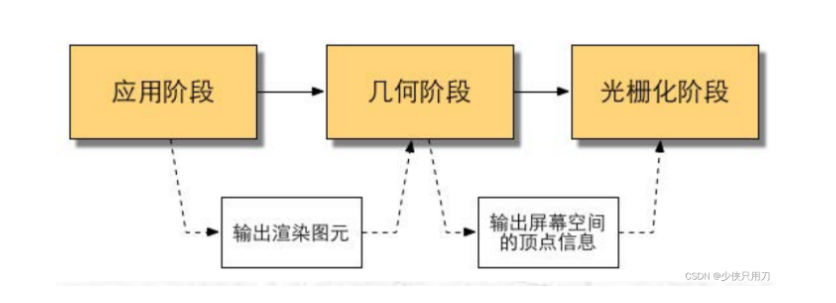 应用阶段
几何阶段
光栅化阶段
输出渲染图元
输出屏幕空间
的顶点信息
CSDN @少侠只用刀